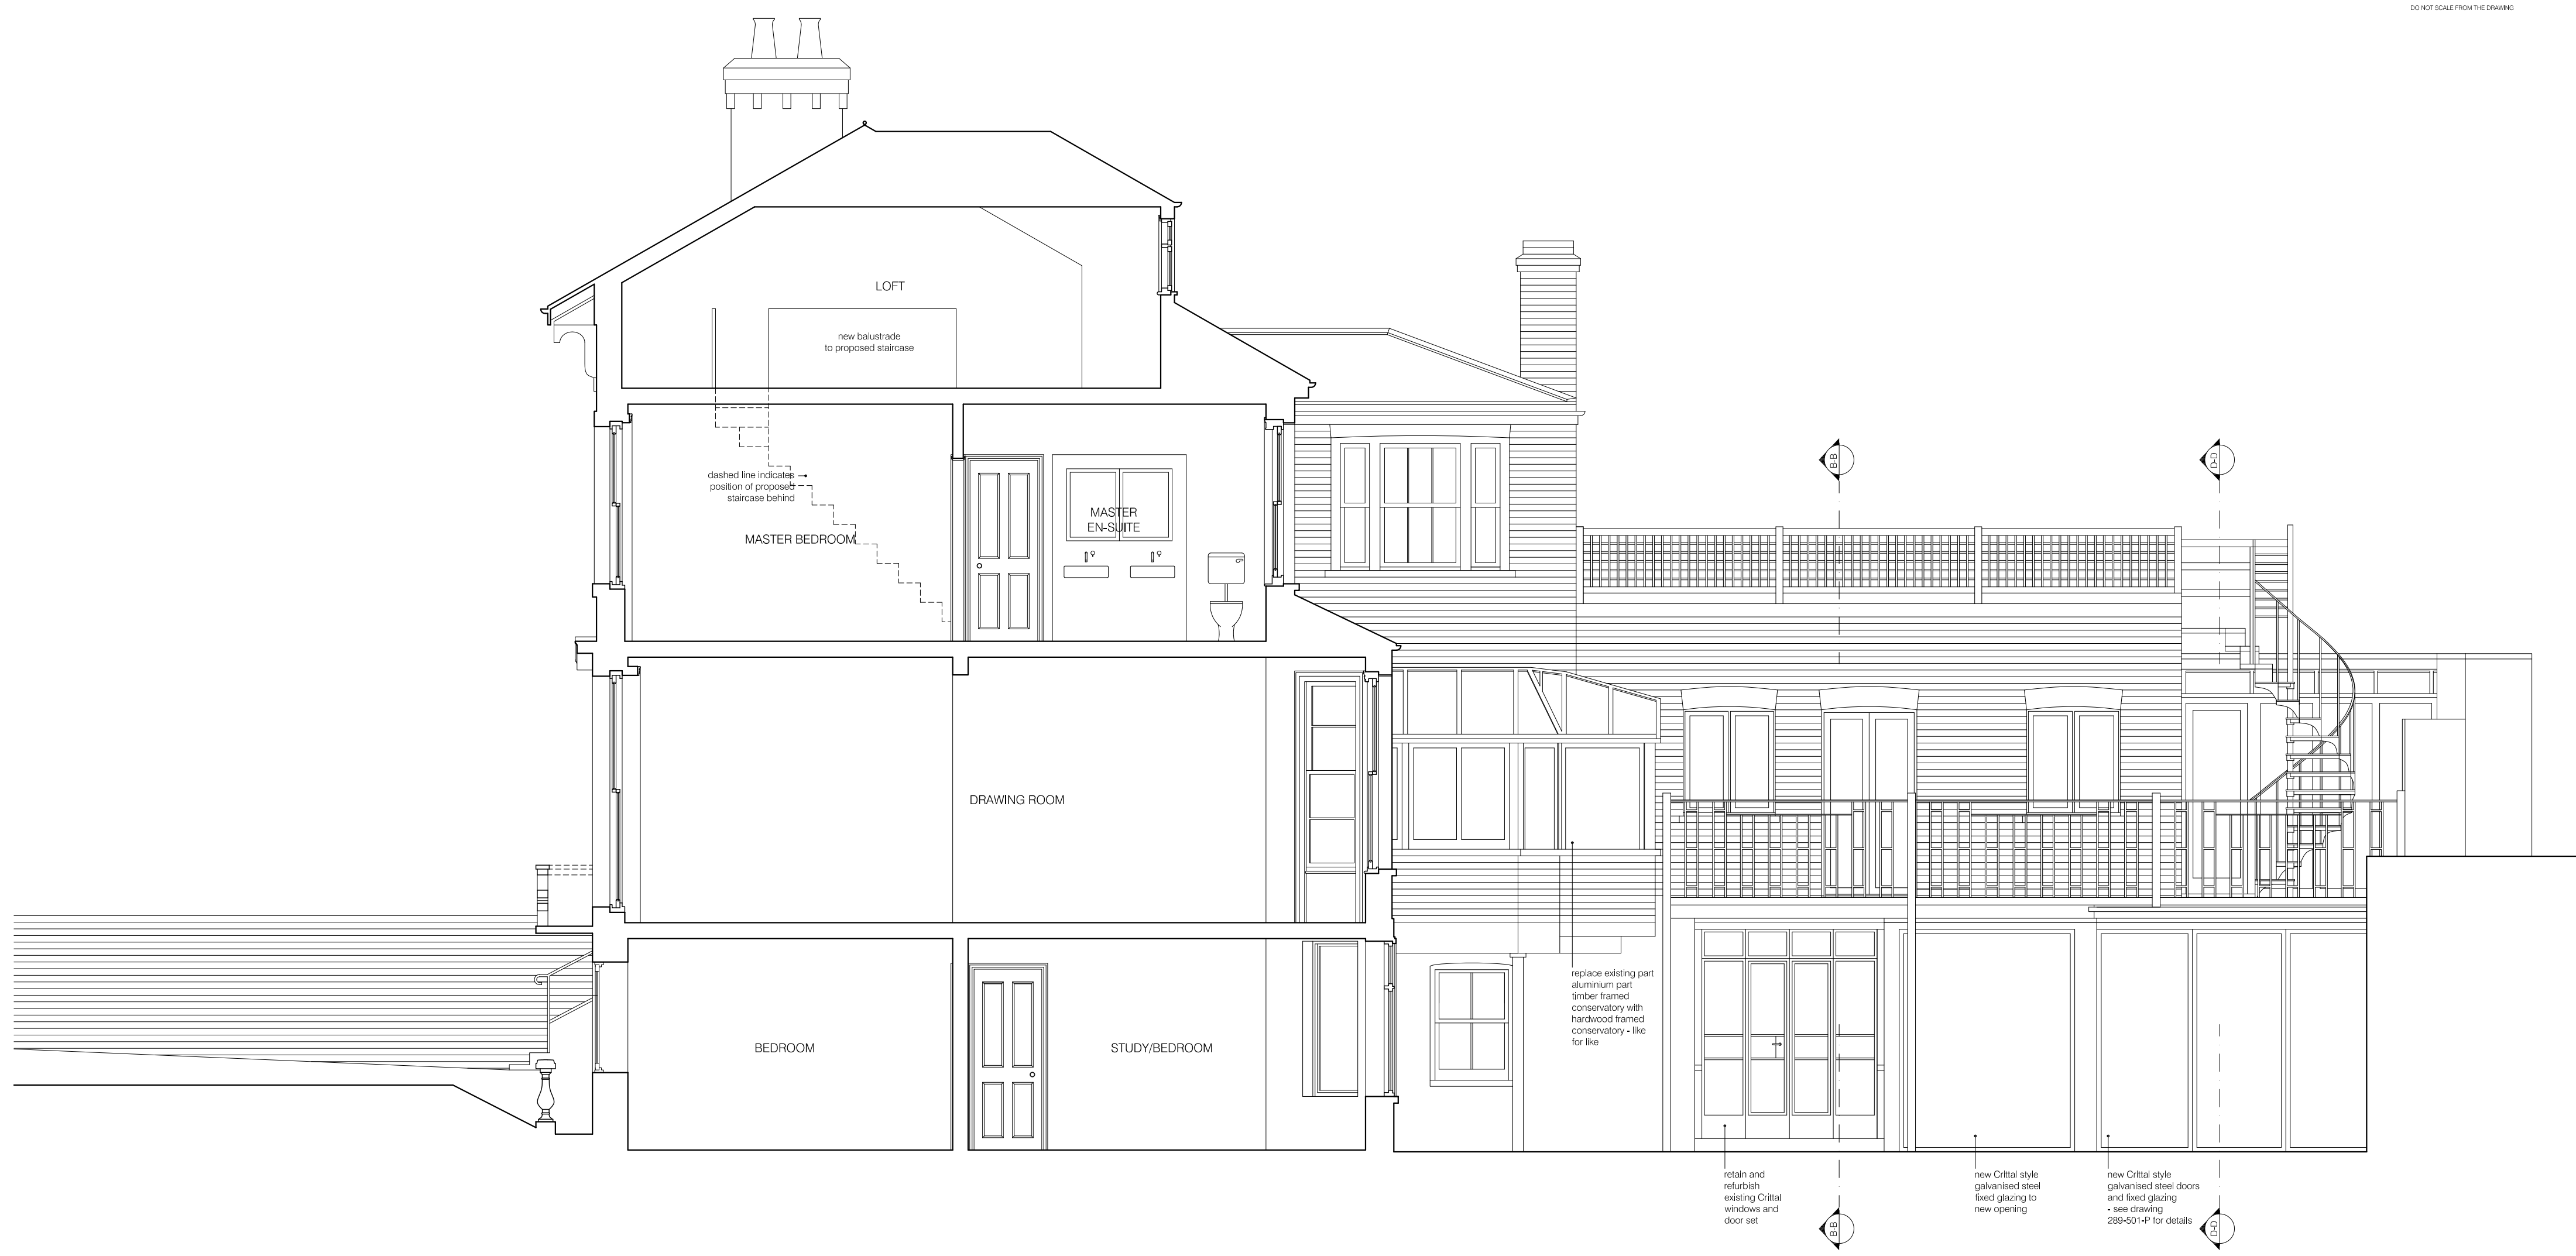 DO NOT SCALE FROM THE DRAWING.
LOFT
new balustrade
to proposed staircase
dashed line indicates
position of proposed
staircase behind
MASTER BEDROOM
MASTER
EN-SUITE
B-B
D-D
DRAWING ROOM
BEDROOM
STUDY/BEDROOM
replace existing part
aluminium part
timber framed
conservatory with
hardwood framed
conservatory - like
for like
retain and
refurbish
existing Crittal
windows and
door set
new Crittal style
galvanised steel
fixed glazing to
new opening
new Crittal style
galvanised steel doors
and fixed glazing
- see drawing
289-501-P for details
B-B
D-D